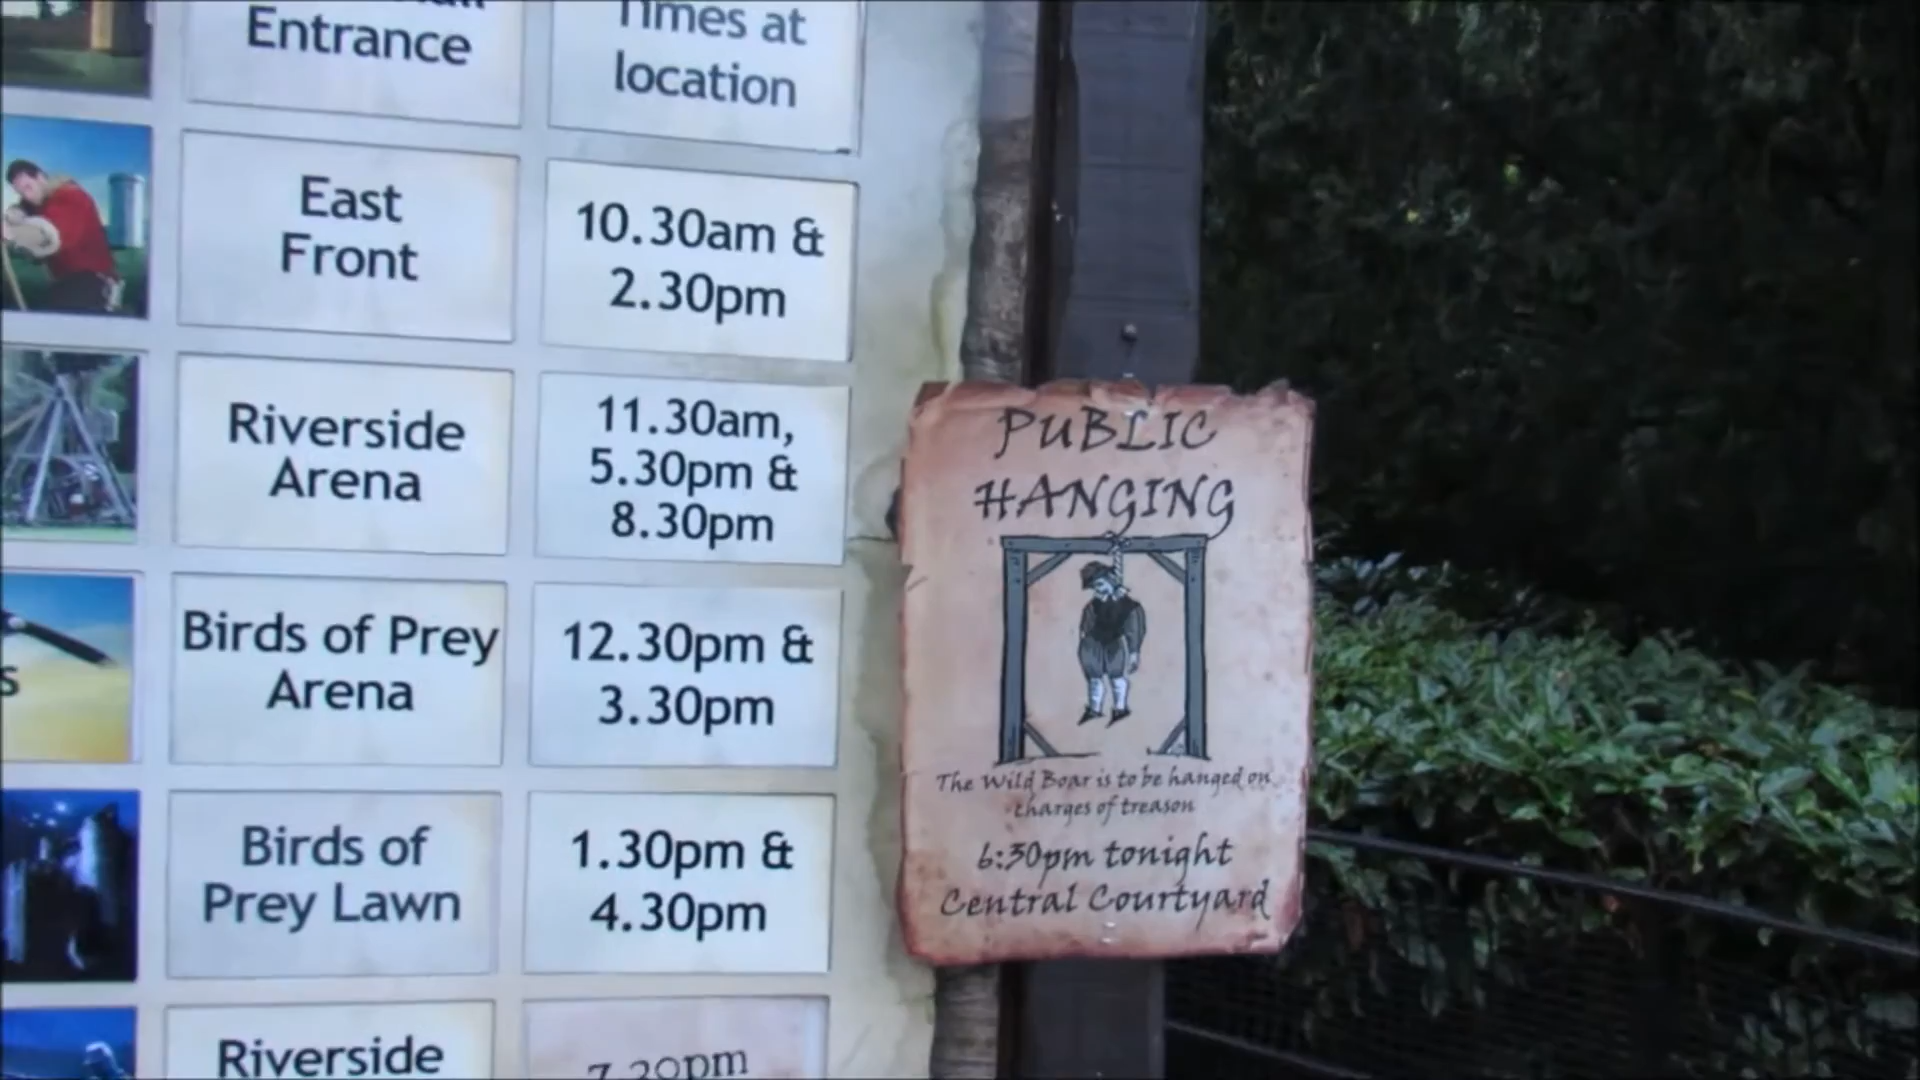 Entrance
Times at
location
East
Front
10.30am &
2.30pm
Riverside
Arena
11.30am,
5.30pm &
8.30pm
Birds of Prey
Arena
12.30pm &
3.30pm
s
Birds of
Prey Lawn
1.30pm &
4.30pm
Riverside
PUBLIC
HANGING
The Wild Boar is to be hanged on
charges of treason
6:30pm tonight
Central Courtyard